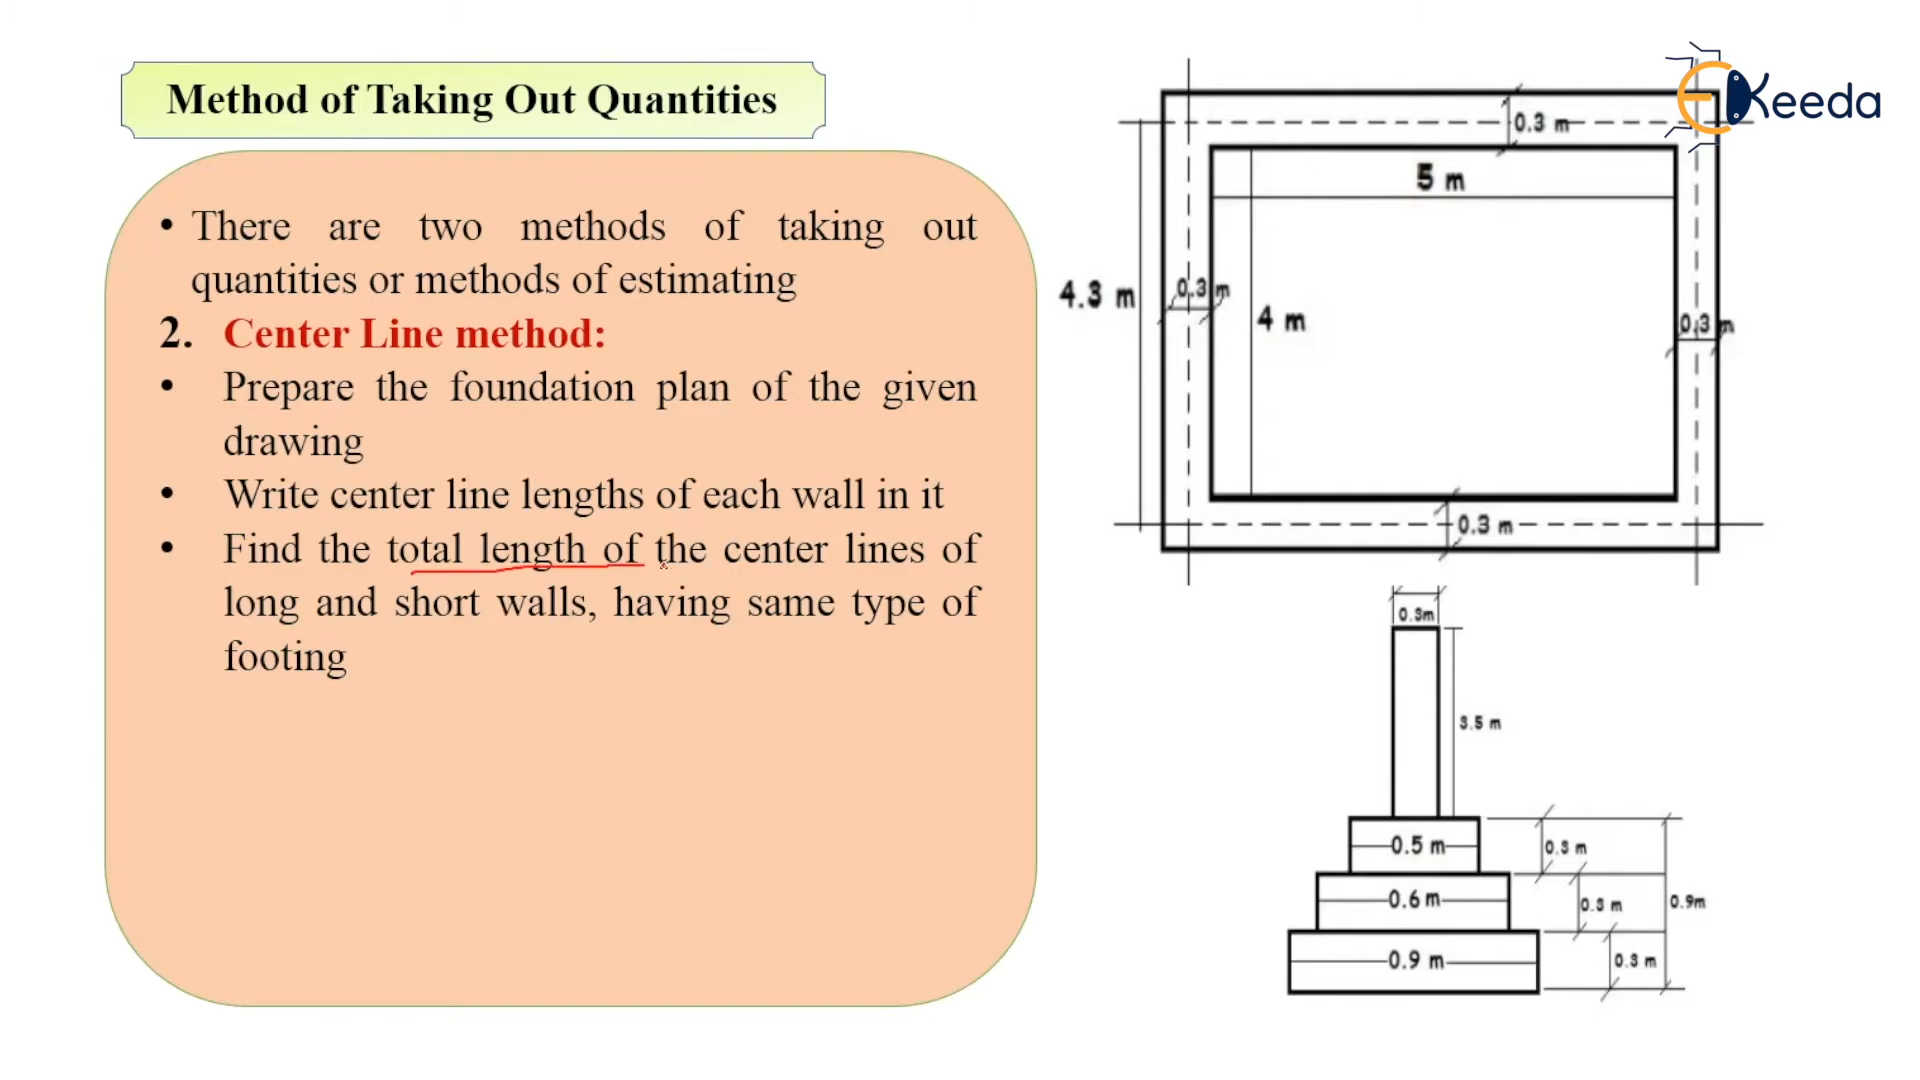 Method of Taking Out Quantities
• There are two methods of taking out
quantities or methods of estimating
2. Center Line method:
• Prepare the foundation plan of the given
drawing
• Write center line lengths of each wall in it
• Find the total length of the center lines of
long and short walls, having same type of
footing
Keeda
0.3 m
5 m
4.3 m
0.3 m
4 m
0.3 m
0.3 m
0.3m
3.5 m
0.5 m
0.3 m
0.6 m
0.3 m
0.9m
0.9 m
0.3 m